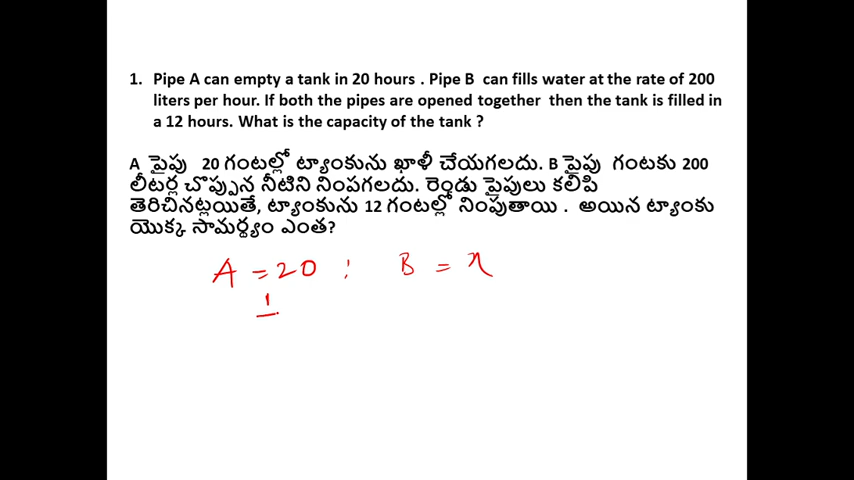 1. Pipe A can empty a tank in 20 hours . Pipe B can fills water at the rate of 200
liters per hour. If both the pipes are opened together then the tank is filled in
a 12 hours. What is the capacity of the tank ?
A పైపు 20 గంటల్లో ట్యాంకును ఖాళీ చేయగలదు. B పైపు గంటకు 200
లీటర్ల చొప్పున నీటిని నింపగలదు. రెండు పైపులు కలిపి
తెరిచినట్లయితే, ట్యాంకును 12 గంటల్లో నింపుతాయి . అయిన ట్యాంకు
యొక్క సామర్థ్యం ఎంత?
A = 20 ; B = x
1